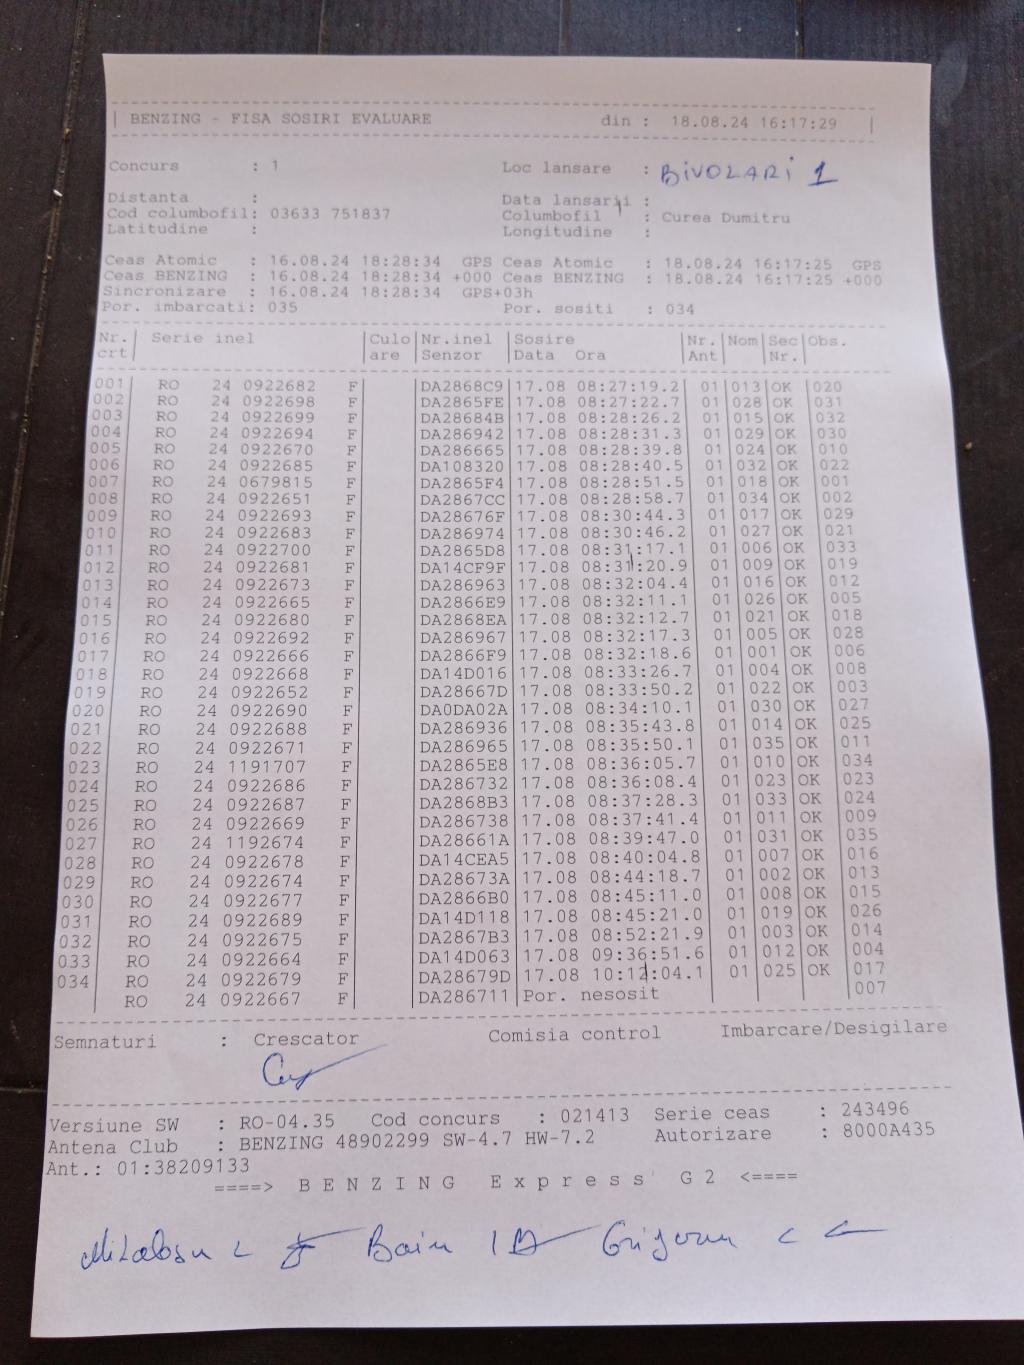 BENZING - FISA SOSIRI EVALUARE din : 18.08.24 16:17:29
Concurs : 1 Loc lansare : BIVOLARI 1
Distanta : Data lansarii :
Cod columbofil: 03633 751837 Columbofil : Curea Dumitru
Latitudine : Longitudine :
Ceas Atomic : 16.08.24 18:28:34 GPS Ceas Atomic : 18.08.24 16:17:25 GPS
Ceas BENZING : 16.08.24 18:28:34 +000 Ceas BENZING : 18.08.24 16:17:25 +000
Sincronizare : 16.08.24 18:28:34 GPS+03h
Por. imbarcati: 035 Por. sositi : 034
Nr. Serie inel Culo Nr.inel Sosire Nr. Nom Sec Obs.
crt are Senzor Data Ora Ant Nr.
001 RO 24 0922682 F DA2868C9 17.08 08:27:19.2 01 013 OK 020
002 RO 24 0922698 F DA2865FE 17.08 08:27:22.7 01 028 OK 031
003 RO 24 0922699 F DA28684B 17.08 08:28:26.2 01 015 OK 032
004 RO 24 0922694 F DA286942 17.08 08:28:31.3 01 029 OK 030
005 RO 24 0922670 F DA286665 17.08 08:28:39.8 01 024 OK 010
006 RO 24 0922685 F DA108320 17.08 08:28:40.5 01 032 OK 022
007 RO 24 0679815 F DA2865F4 17.08 08:28:51.5 01 018 OK 001
008 RO 24 0922651 F DA2867CC 17.08 08:28:58.7 01 034 OK 002
009 RO 24 0922693 F DA28676F 17.08 08:30:44.3 01 017 OK 029
010 RO 24 0922683 F DA286974 17.08 08:30:46.2 01 027 OK 021
011 RO 24 0922700 F DA2865D8 17.08 08:31:17.1 01 006 OK 033
012 RO 24 0922681 F DA14CF9F 17.08 08:31:20.9 01 009 OK 019
013 RO 24 0922673 F DA286963 17.08 08:32:04.4 01 016 OK 012
014 RO 24 0922665 F DA2866E9 17.08 08:32:11.1 01 026 OK 005
015 RO 24 0922680 F DA2868EA 17.08 08:32:12.7 01 021 OK 018
016 RO 24 0922692 F DA286967 17.08 08:32:17.3 01 005 OK 028
017 RO 24 0922666 F DA2866F9 17.08 08:32:18.6 01 001 OK 006
018 RO 24 0922668 F DA14D016 17.08 08:33:26.7 01 004 OK 008
019 RO 24 0922652 F DA28667D 17.08 08:33:50.2 01 022 OK 003
020 RO 24 0922690 F DA0DA02A 17.08 08:34:10.1 01 030 OK 027
021 RO 24 0922688 F DA286936 17.08 08:35:43.8 01 014 OK 025
022 RO 24 0922671 F DA286965 17.08 08:35:50.1 01 035 OK 011
023 RO 24 1191707 F DA2865E8 17.08 08:36:05.7 01 010 OK 034
024 RO 24 0922686 F DA286732 17.08 08:36:08.4 01 023 OK 023
025 RO 24 0922687 F DA2868B3 17.08 08:37:28.3 01 033 OK 024
026 RO 24 0922669 F DA286738 17.08 08:37:41.4 01 011 OK 009
027 RO 24 1192674 F DA28661A 17.08 08:39:47.0 01 031 OK 035
028 RO 24 0922678 F DA14CEA5 17.08 08:40:04.8 01 007 OK 016
029 RO 24 0922674 F DA28673A 17.08 08:44:18.7 01 002 OK 013
030 RO 24 0922677 F DA2866B0 17.08 08:45:11.0 01 008 OK 015
031 RO 24 0922689 F DA14D118 17.08 08:45:21.0 01 019 OK 026
032 RO 24 0922675 F DA2867B3 17.08 08:52:21.9 01 003 OK 014
033 RO 24 0922664 F DA14D063 17.08 09:36:51.6 01 012 OK 004
034 RO 24 0922679 F DA28679D 17.08 10:12:04.1 01 025 OK 017
RO 24 0922667 F DA286711 Por. nesosit 007
Semnaturi : Crescator Comisia control Imbarcare/Desigilare
Versiune SW : RO-04.35 Cod concurs : 021413 Serie ceas : 243496
Antena Club : BENZING 48902299 SW-4.7 HW-7.2 Autorizare : 8000A435
Ant.: 01:38209133
====> BENZING Express G2 <====